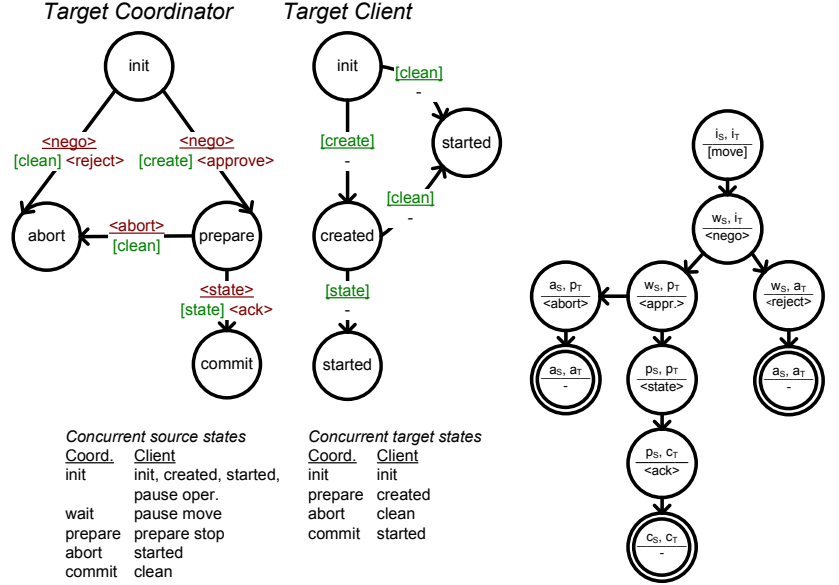 Target Coordinator
init
<nego>
[clean] <reject>
<nego>
[create] <approve>
abort
<abort>
[clean]
prepare
<state>
[state] <ack>
commit
Target Client
init
[clean]
-
[create]
-
started
[clean]
-
created
[state]
-
started
iS, iT
[move]
wS, iT
<nego>
aS, pT
<abort>
wS, pT
<appr.>
wS, aT
<reject>
aS, aT
-
pS, pT
<state>
aS, aT
-
pS, cT
<ack>
cS, cT
-
Concurrent source states
Coord. Client
init init, created, started,
pause oper.
wait pause move
prepare prepare stop
abort started
commit clean
Concurrent target states
Coord. Client
init init
prepare created
abort clean
commit started